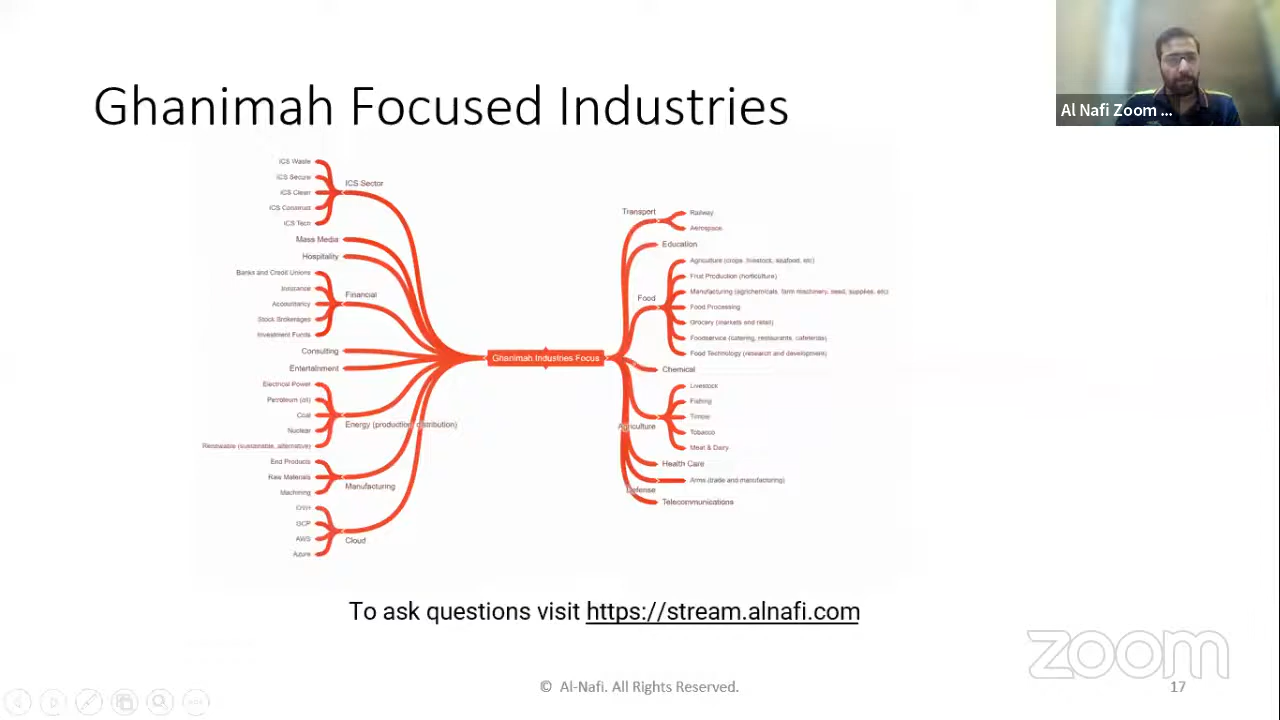 Al Nafi Zoom ...
Ghanimah Focused Industries
ICS Waste
ICS Secure
ICS Clean
ICS Construct
ICS Tech
ICS Sector
Mass Media
Hospitality
Banks and Credit Unions
Insurance
Accountancy
Stock Brokerages
Investment Funds
Financial
Consulting
Entertainment
Electrical Power
Petroleum (oil)
Coal
Nuclear
Renewable (sustainable, alternative)
Energy (production, distribution)
End Products
Raw Materials
Machining
Manufacturing
GCP
AWS
Azure
Cloud
Ghanimah Industries Focus
Transport
Railway
Aerospace
Education
Food
Agriculture (crops, livestock, seafood, etc)
Fruit Production (horticulture)
Manufacturing (agrichemicals, farm machinery, seed, supplies, etc)
Food Processing
Grocery (markets and retail)
Foodservice (catering, restaurants, cafeterias)
Food Technology (research and development)
Chemical
Agriculture
Livestock
Fishing
Timber
Tobacco
Meat & Dairy
Health Care
Defense
Arms (trade and manufacturing)
Telecommunications
To ask questions visit https://stream.alnafi.com
zoom
© Al-Nafi. All Rights Reserved.
17